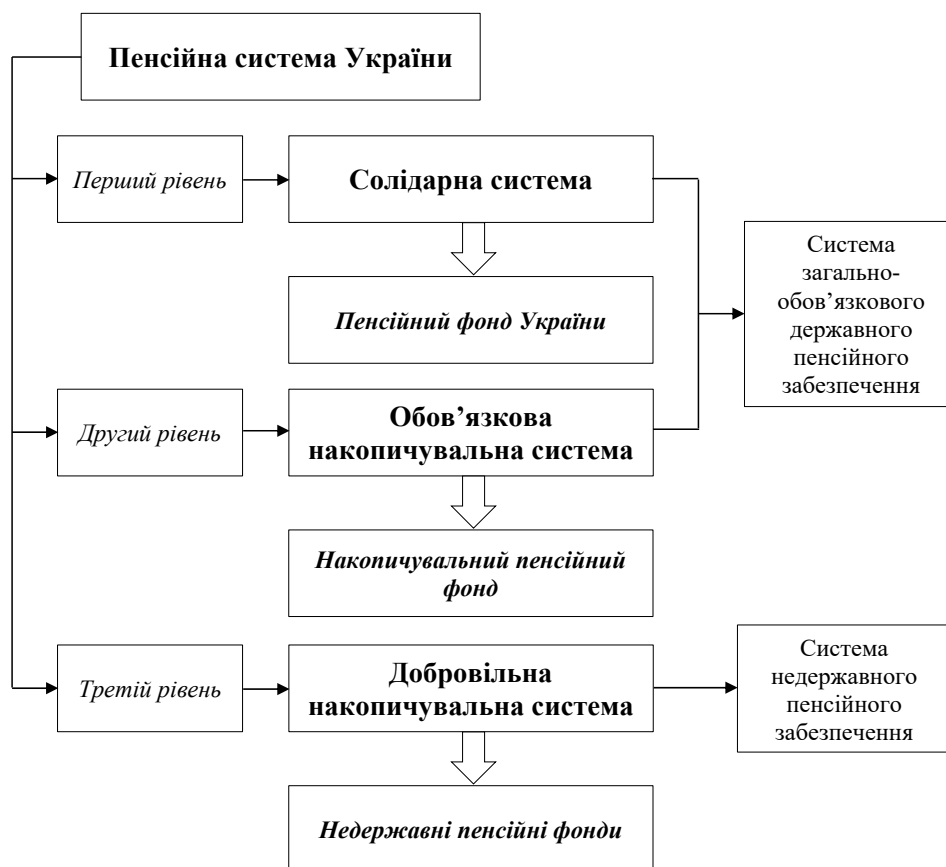 Пенсійна система України
Перший рівень
Солідарна система
Пенсійний фонд України
Система
загально-
обов’язкового
державного
пенсійного
забезпечення
Другий рівень
Обов’язкова
накопичувальна система
Накопичувальний пенсійний
фонд
Третій рівень
Добровільна
накопичувальна система
Система
недержавного
пенсійного
забезпечення
Недержавні пенсійні фонди